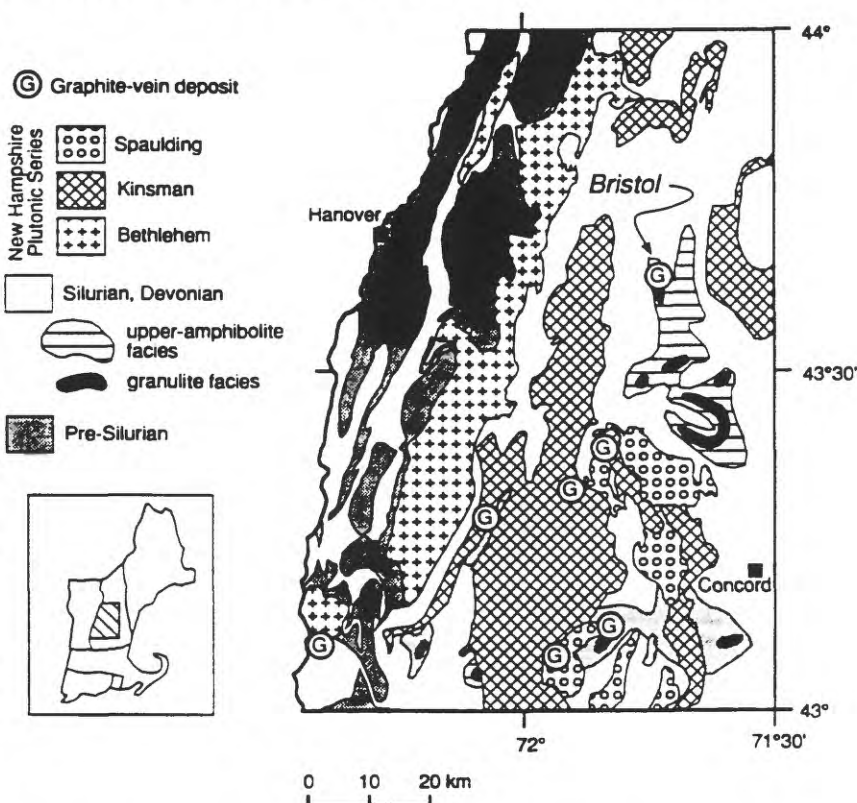 G Graphite-vein deposit
New Hampshire
Plutonic Series
Spaulding
Kinsman
Bethlehem
Silurian, Devonian
upper-amphibolite
facies
granulite facies
Pre-Silurian
44°
Bristol
Hanover
G
43°30'
G
G
G
Concord
G
G
G
43°
72°
71°30'
0 10 20 km